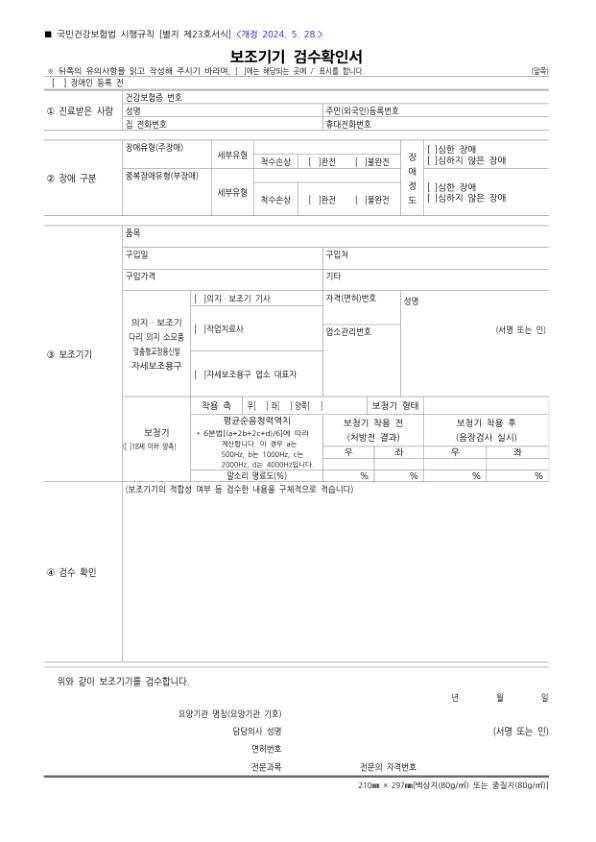 ■ 국민건강보험법 시행규칙 [별지 제23호서식] <개정 2024. 5. 28.>
보조기기 검수확인서
※ 뒤쪽의 유의사항을 읽고 작성해 주시기 바라며, [ ]에는 해당되는 곳에 √ 표시를 합니다. (앞쪽)
[ ] 장애인 등록 전
① 진료받은 사람
건강보험증 번호
성명 주민(외국인)등록번호
집 전화번호 휴대전화번호
② 장애 구분
장애유형(주장애) 세부유형
척수손상 [ ]완전 [ ]불완전
중복장애유형(부장애) 세부유형
척수손상 [ ]완전 [ ]불완전
장애정도
[ ]심한 장애
[ ]심하지 않은 장애
[ ]심한 장애
[ ]심하지 않은 장애
③ 보조기기
품목
구입일 구입처
구입가격 기타
의지ㆍ보조기
다리 의지 소모품
맞춤형교정용신발
자세보조용구
[ ]의지ㆍ보조기 기사
[ ]작업치료사
[ ]자세보조용구 업소 대표자
자격(면허)번호
업소관리번호
성명
(서명 또는 인)
보청기
([ ]18세 이하 양측)
착용 측 우[ ] 좌[ ] 양쪽[ ] 보청기 형태
평균순음청력역치
* 6분법[(a+2b+2c+d)/6]에 따라
계산합니다. 이 경우 a는
500Hz, b는 1000Hz, c는
2000Hz, d는 4000Hz입니다.
보청기 착용 전
(처방전 결과)
보청기 착용 후
(음장검사 실시)
우 좌 우 좌
말소리 명료도(%) % % % %
④ 검수 확인
(보조기기의 적합성 여부 등 검수한 내용을 구체적으로 적습니다)
위와 같이 보조기기를 검수합니다.
년 월 일
요양기관 명칭(요양기관 기호)
담당의사 성명 (서명 또는 인)
면허번호
전문과목 전문의 자격번호
210㎜ × 297㎜[백상지(80g/㎡) 또는 중질지(80g/㎡)]